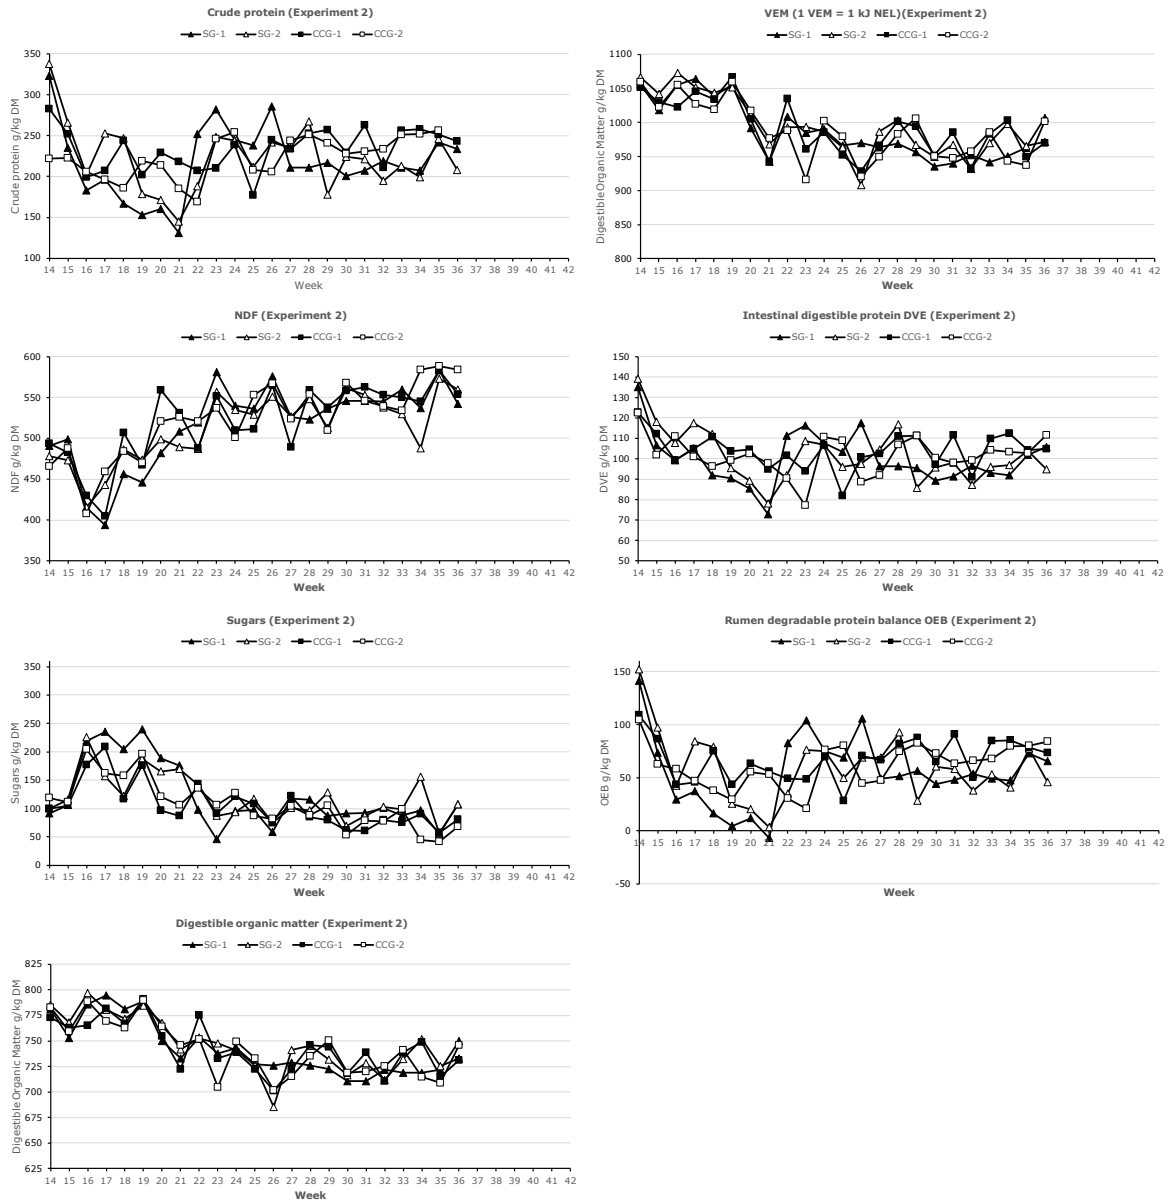 Crude protein (Experiment 2)
SG-1 SG-2 CCG-1 CCG-2
350
300
250
200
150
100
Crude protein g/kg DM
14 15 16 17 18 19 20 21 22 23 24 25 26 27 28 29 30 31 32 33 34 35 36 37 38 39 40 41 42
Week
VEM (1 VEM = 1 kJ NEL)(Experiment 2)
SG-1 SG-2 CCG-1 CCG-2
1100
1050
1000
950
900
850
800
Digestible Organic Matter g/kg DM
14 15 16 17 18 19 20 21 22 23 24 25 26 27 28 29 30 31 32 33 34 35 36 37 38 39 40 41 42
Week
NDF (Experiment 2)
SG-1 SG-2 CCG-1 CCG-2
600
550
500
450
400
350
NDF g/kg DM
14 15 16 17 18 19 20 21 22 23 24 25 26 27 28 29 30 31 32 33 34 35 36 37 38 39 40 41 42
Week
Intestinal digestible protein DVE (Experiment 2)
SG-1 SG-2 CCG-1 CCG-2
150
140
130
120
110
100
90
80
70
60
50
DVE g/kg DM
14 15 16 17 18 19 20 21 22 23 24 25 26 27 28 29 30 31 32 33 34 35 36 37 38 39 40 41 42
Week
Sugars (Experiment 2)
SG-1 SG-2 CCG-1 CCG-2
350
300
250
200
150
100
50
0
Sugars g/kg DM
14 15 16 17 18 19 20 21 22 23 24 25 26 27 28 29 30 31 32 33 34 35 36 37 38 39 40 41 42
Week
Rumen degradable protein balance OEB (Experiment 2)
SG-1 SG-2 CCG-1 CCG-2
150
100
50
0
-50
OEB g/kg DM
14 15 16 17 18 19 20 21 22 23 24 25 26 27 28 29 30 31 32 33 34 35 36 37 38 39 40 41 42
Week
Digestible organic matter (Experiment 2)
SG-1 SG-2 CCG-1 CCG-2
825
800
775
750
725
700
675
650
625
Digestible Organic Matter g/kg DM
14 15 16 17 18 19 20 21 22 23 24 25 26 27 28 29 30 31 32 33 34 35 36 37 38 39 40 41 42
Week